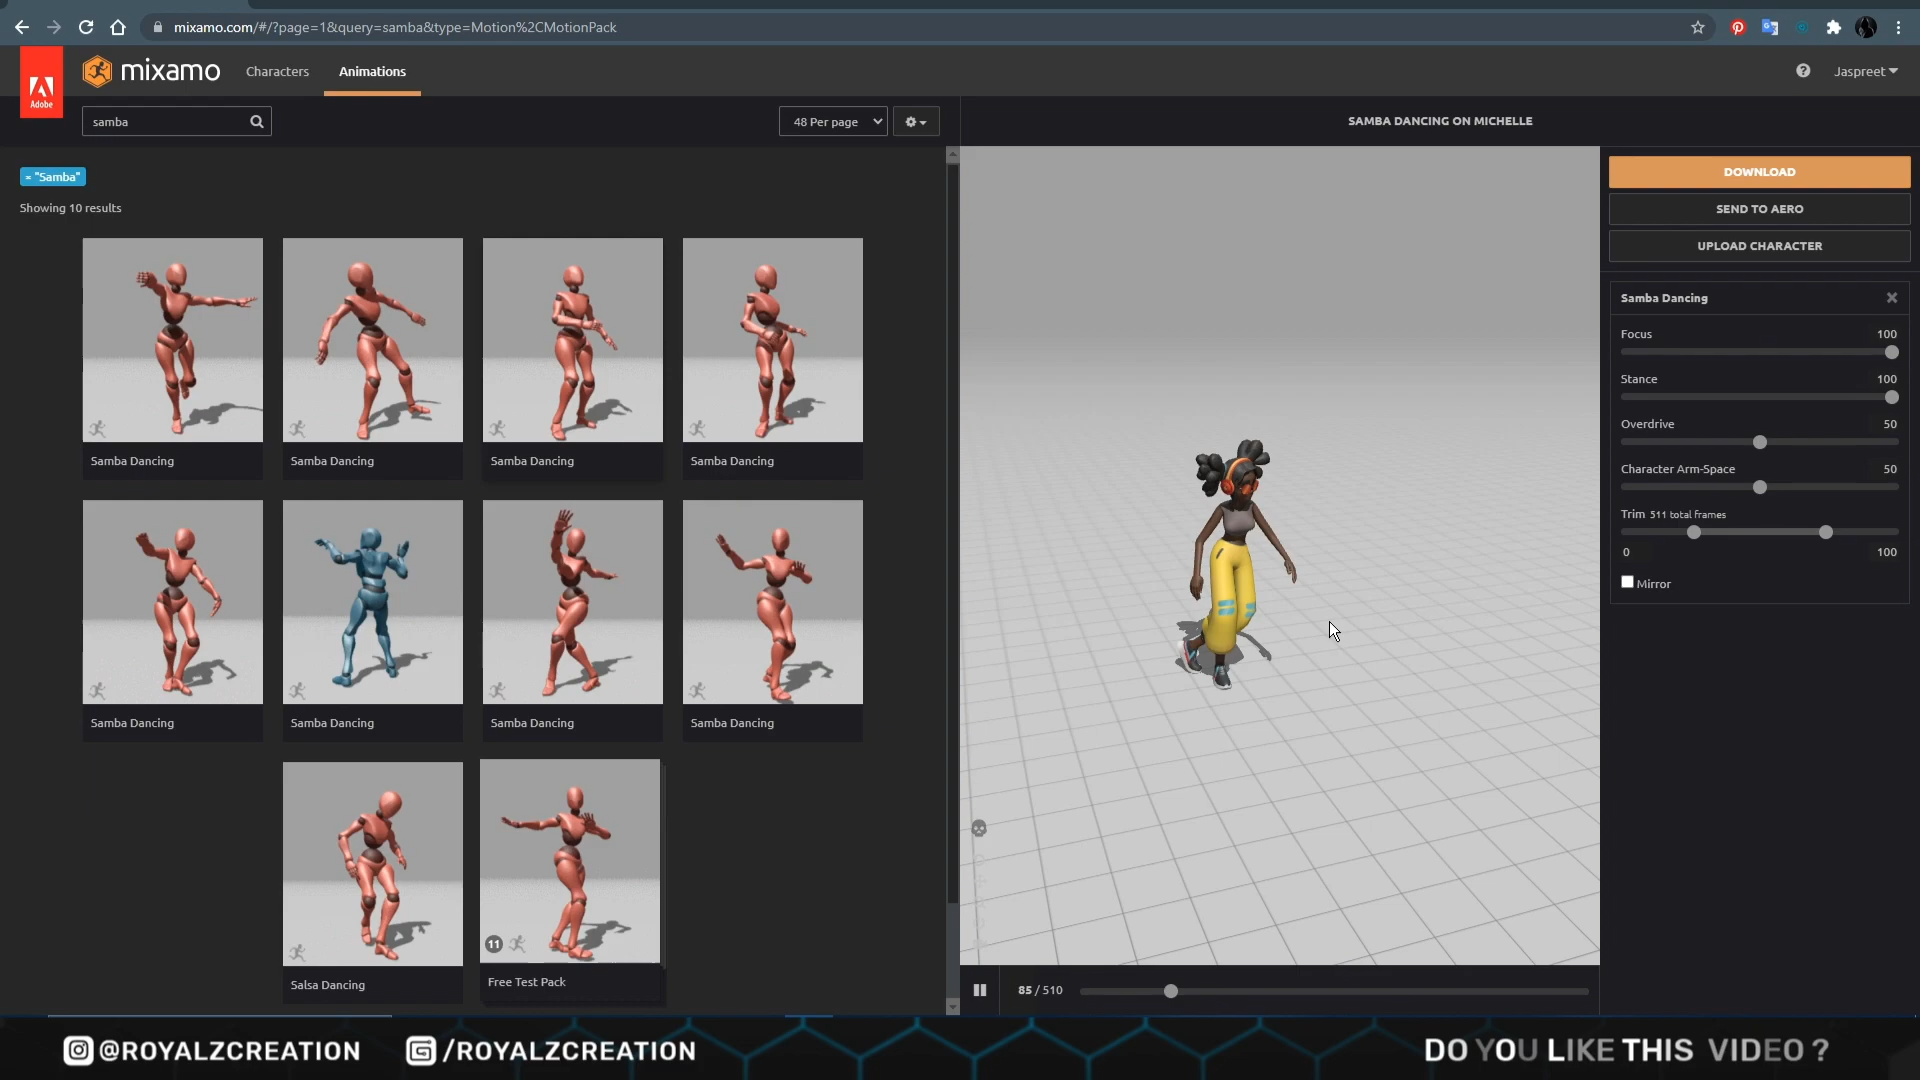 mixamo.com/#/?page=1&query=samba&type=Motion%2CMotionPack
Adobe
mixamo
Characters
Animations
Jaspreet
samba
48 Per page
SAMBA DANCING ON MICHELLE
= "Samba"
Showing 10 results
DOWNLOAD
SEND TO AERO
UPLOAD CHARACTER
Samba Dancing
Focus 100
Stance 100
Overdrive 50
Character Arm-Space 50
Trim 511 total frames
0 100
Mirror
Samba Dancing
Samba Dancing
Samba Dancing
Samba Dancing
Samba Dancing
Samba Dancing
Samba Dancing
Samba Dancing
11
Salsa Dancing
Free Test Pack
85 / 510
@ROYALZCREATION
/ROYALZCREATION
DO YOU LIKE THIS VIDEO ?